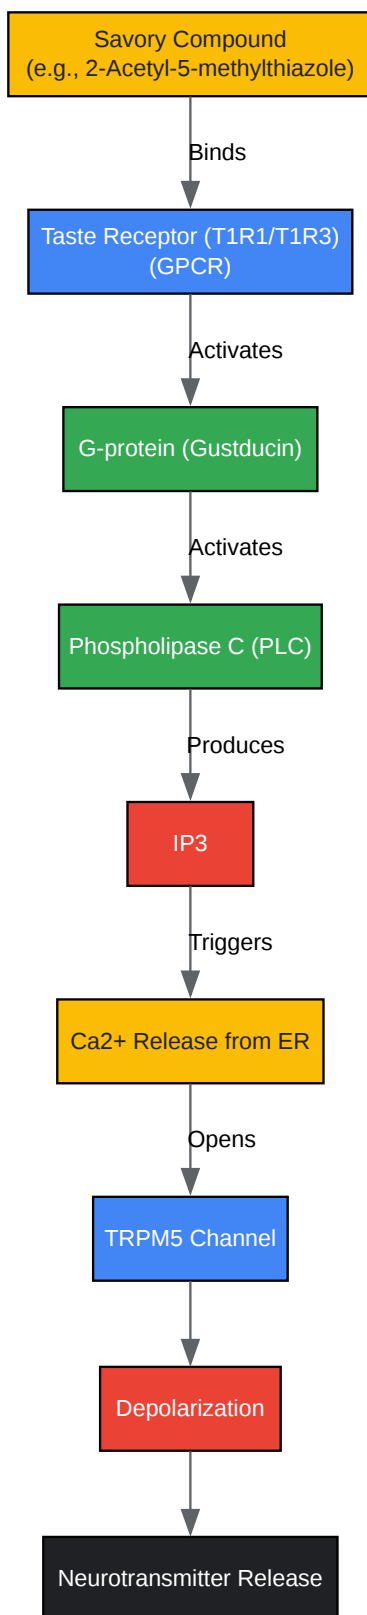 Savory Compound
(e.g., 2-Acetyl-5-methylthiazole)
Binds
Taste Receptor (T1R1/T1R3)
(GPCR)
Activates
G-protein (Gustducin)
Activates
Phospholipase C (PLC)
Produces
IP3
Triggers
Ca2+ Release from ER
Opens
TRPM5 Channel
Depolarization
Neurotransmitter Release